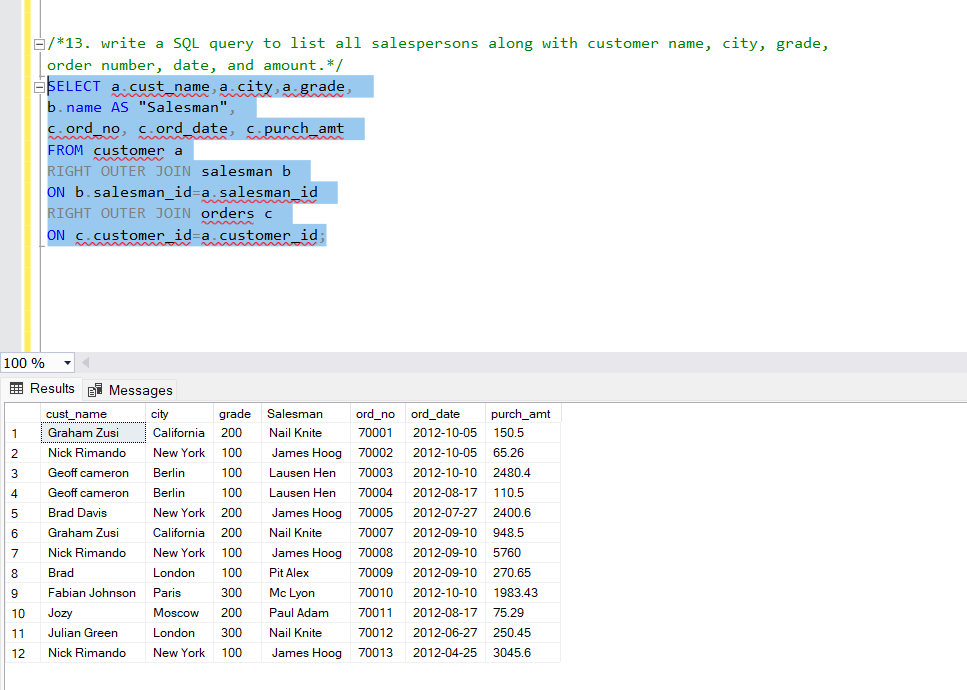 /*13. write a SQL query to list all salespersons along with customer name, city, grade,
order number, date, and amount.*/
SELECT a.cust_name,a.city,a.grade,
b.name AS "Salesman",
c.ord_no, c.ord_date, c.purch_amt
FROM customer a
RIGHT OUTER JOIN salesman b
ON b.salesman_id=a.salesman_id
RIGHT OUTER JOIN orders c
ON c.customer_id=a.customer_id;
100 %
Results Messages
cust_name city grade Salesman ord_no ord_date purch_amt
1 Graham Zusi California 200 Nail Knite 70001 2012-10-05 150.5
2 Nick Rimando New York 100 James Hoog 70002 2012-10-05 65.26
3 Geoff cameron Berlin 100 Lausen Hen 70003 2012-10-10 2480.4
4 Geoff cameron Berlin 100 Lausen Hen 70004 2012-08-17 110.5
5 Brad Davis New York 200 James Hoog 70005 2012-07-27 2400.6
6 Graham Zusi California 200 Nail Knite 70007 2012-09-10 948.5
7 Nick Rimando New York 100 James Hoog 70008 2012-09-10 5760
8 Brad London 100 Pit Alex 70009 2012-09-10 270.65
9 Fabian Johnson Paris 300 Mc Lyon 70010 2012-10-10 1983.43
10 Jozy Moscow 200 Paul Adam 70011 2012-08-17 75.29
11 Julian Green London 300 Nail Knite 70012 2012-06-27 250.45
12 Nick Rimando New York 100 James Hoog 70013 2012-04-25 3045.6